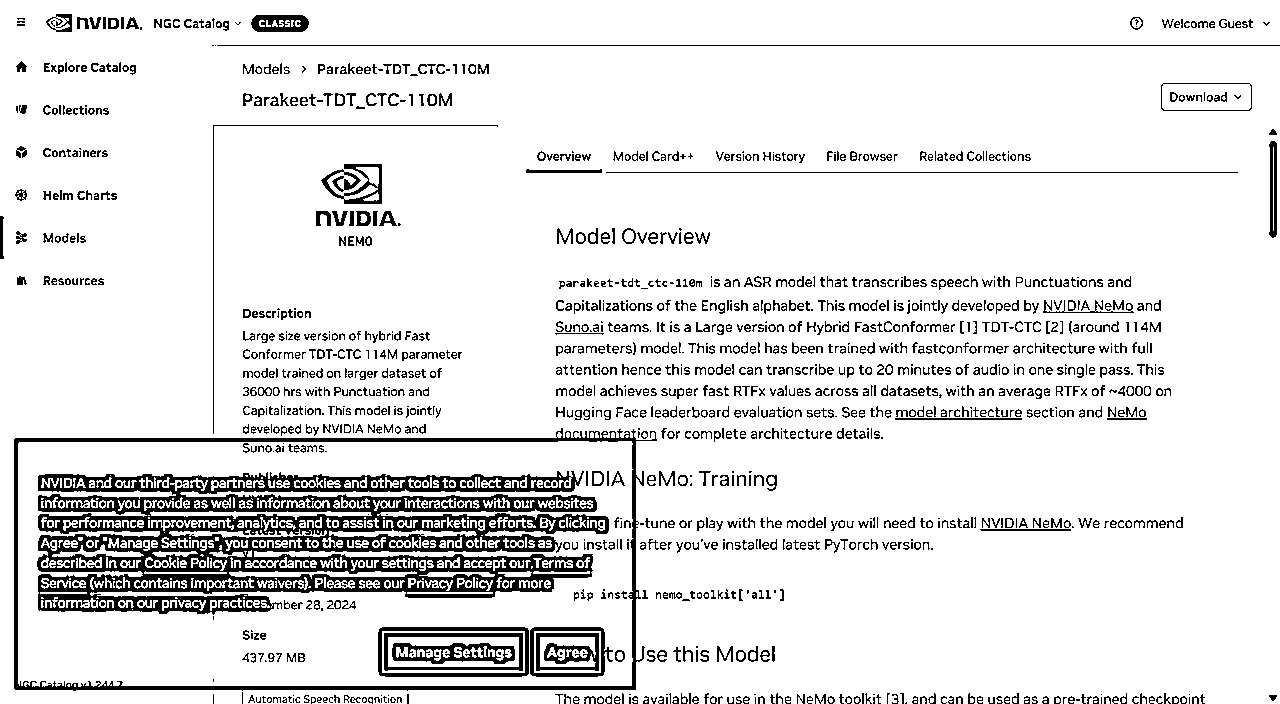 NVIDIA. NGC Catalog CLASSIC
Welcome Guest
Explore Catalog
Collections
Containers
Helm Charts
Models
Resources
Models > Parakeet-TDT_CTC-110M
Parakeet-TDT_CTC-110M
Download
NVIDIA.
NEMO
Description
Large size version of hybrid Fast
Conformer TDT-CTC 114M parameter
model trained on larger dataset of
36000 hrs with Punctuation and
Capitalization. This model is jointly
developed by NVIDIA NeMo and
Suno.ai teams.
Overview Model Card++ Version History File Browser Related Collections
Model Overview
parakeet-tdt_ctc-110m is an ASR model that transcribes speech with Punctuations and
Capitalizations of the English alphabet. This model is jointly developed by NVIDIA NeMo and
Suno.ai teams. It is a Large version of Hybrid FastConformer [1] TDT-CTC [2] (around 114M
parameters) model. This model has been trained with fastconformer architecture with full
attention hence this model can transcribe up to 20 minutes of audio in one single pass. This
model achieves super fast RTFx values across all datasets, with an average RTFx of ~4000 on
Hugging Face leaderboard evaluation sets. See the model architecture section and NeMo
documentation for complete architecture details.
NVIDIA NeMo: Training
fine-tune or play with the model you will need to install NVIDIA NeMo. We recommend
you install it after you've installed latest PyTorch version.
pip install nemo_toolkit['all']
to Use this Model
The model is available for use in the NeMo toolkit [3], and can be used as a pre-trained checkpoint
NVIDIA and our third-party partners use cookies and other tools to collect and record
information you provide as well as information about your interactions with our websites
for performance improvement, analytics, and to assist in our marketing efforts. By clicking
"Agree" or "Manage Settings", you consent to the use of cookies and other tools as
described in our Cookie Policy in accordance with your settings and accept our Terms of
Service (which contains important waivers). Please see our Privacy Policy for more
information on our privacy practices.
28, 2024
Size
437.97 MB
Manage Settings Agree
NGC Catalog v1.244.7
Automatic Speech Recognition